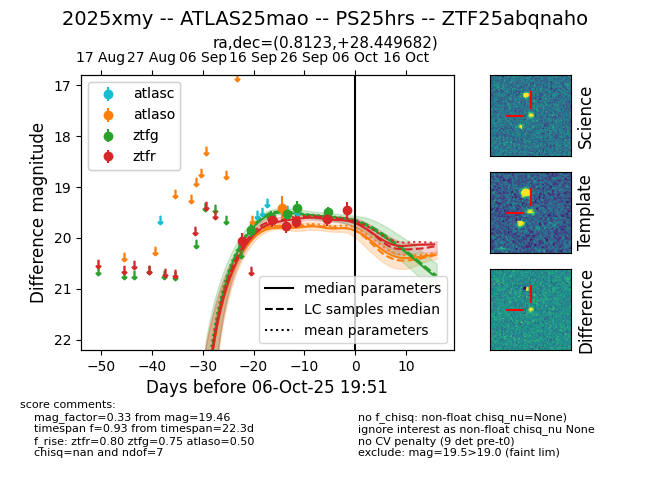 2025xmy -- ATLAS25mao -- PS25hrs -- ZTF25abqnaho
ra,dec=(0.8123,+28.449682)
17 Aug 27 Aug 06 Sep 16 Sep 26 Sep 06 Oct 16 Oct
17
18
19
20
21
22
Difference magnitude
atlasc
atlaso
ztfg
ztfr
median parameters
LC samples median
mean parameters
−50 −40 −30 −20 −10 0 10
Days before 06-Oct-25 19:51
Science
Template
Difference
score comments:
mag_factor=0.33 from mag=19.46
timespan f=0.93 from timespan=22.3d
f_rise: ztfr=0.80 ztfg=0.75 atlaso=0.50
chisq=nan and ndof=7
no f_chisq: non-float chisq_nu=None)
ignore interest as non-float chisq_nu None
no CV penalty (9 det pre-t0)
exclude: mag=19.5>19.0 (faint lim)